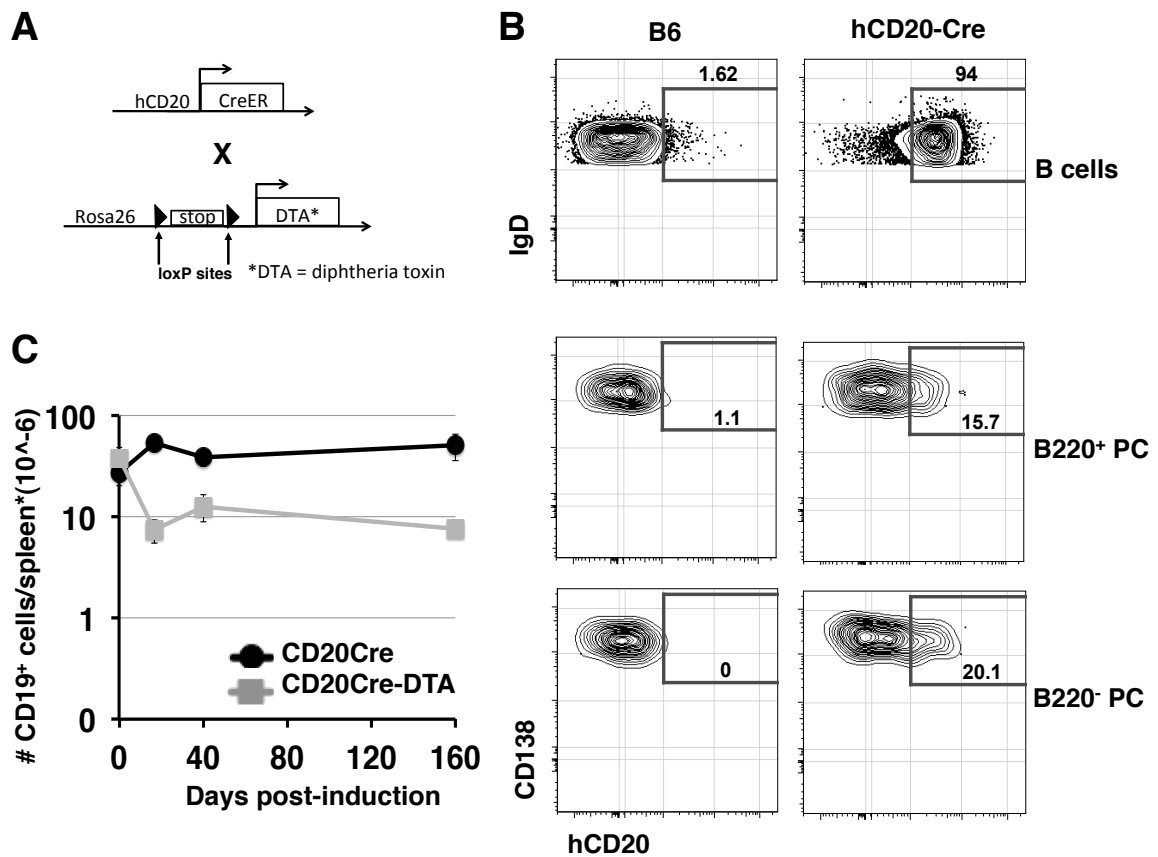 A
hCD20 CreER
X
Rosa26 stop DTA*
loxP sites *DTA = diphtheria toxin
B
B6 hCD20-Cre
1.62 94
IgD
B cells
1.1 15.7
B220⁺ PC
0 20.1
B220⁻ PC
CD138
hCD20
C
# CD19⁺ cells/spleen*(10^-6)
100
10
1
0
CD20Cre
CD20Cre-DTA
0 40 80 120 160
Days post-induction